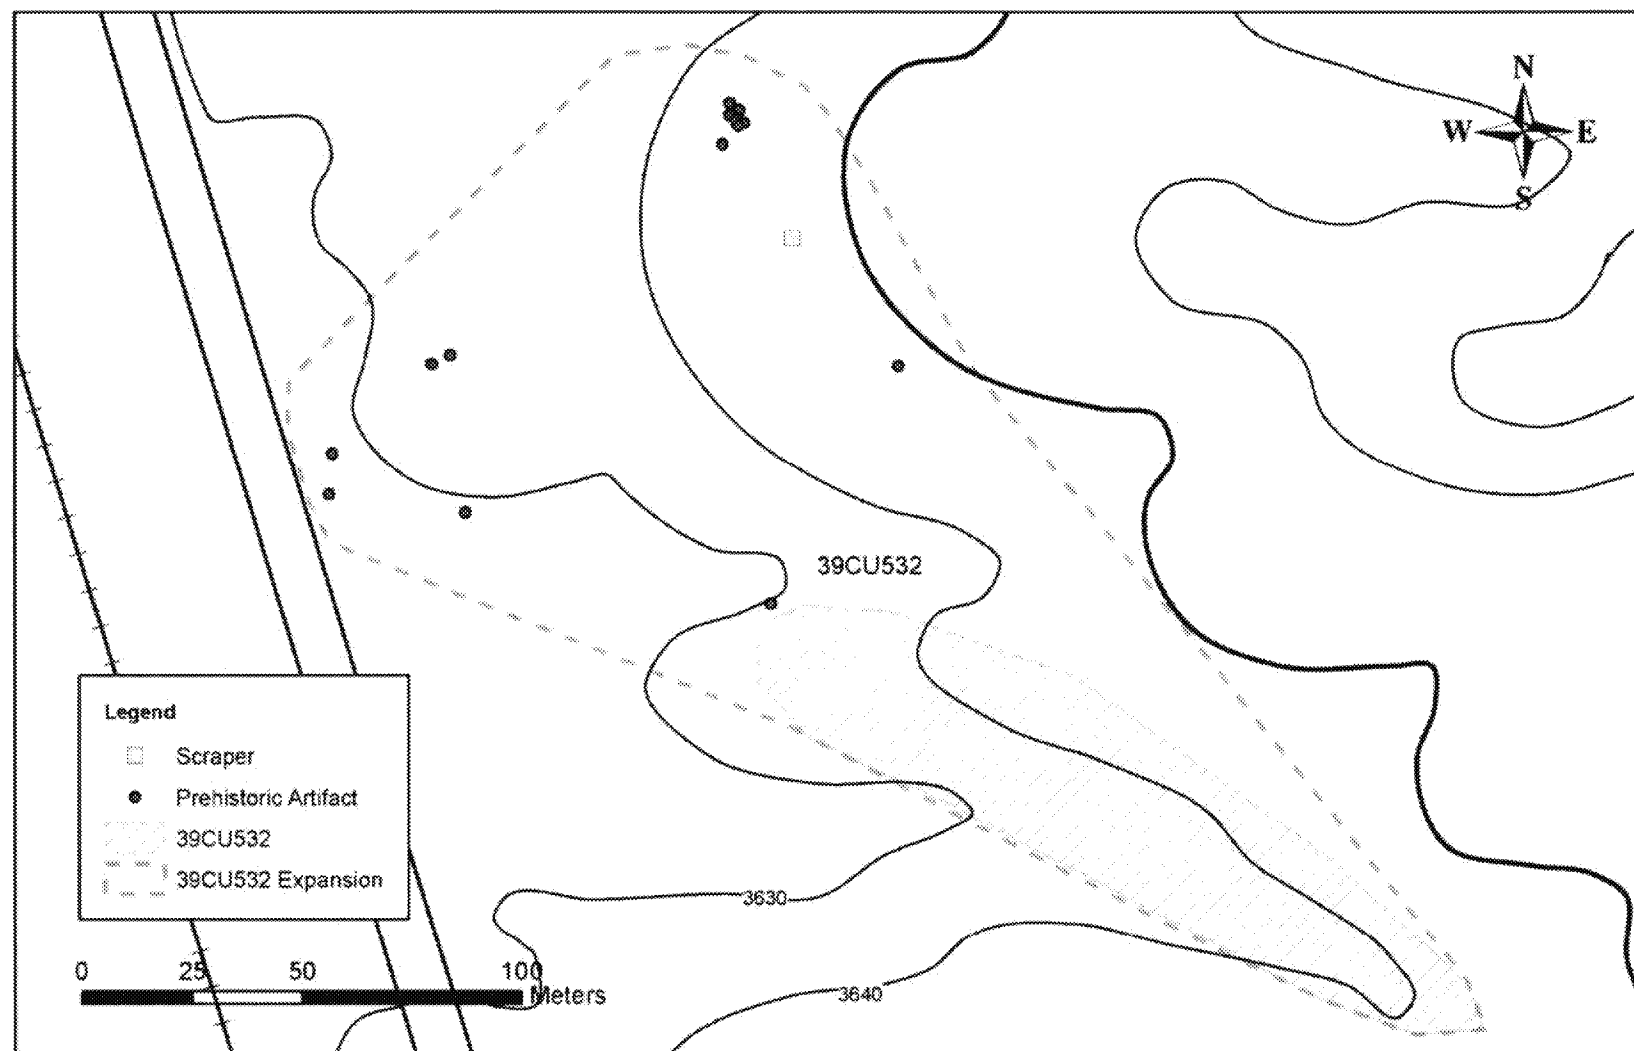 N
W E
S
39CU532
Legend
Scraper
Prehistoric Artifact
39CU532
39CU532 Expansion
3630
0 25 50 100
Meters
3640